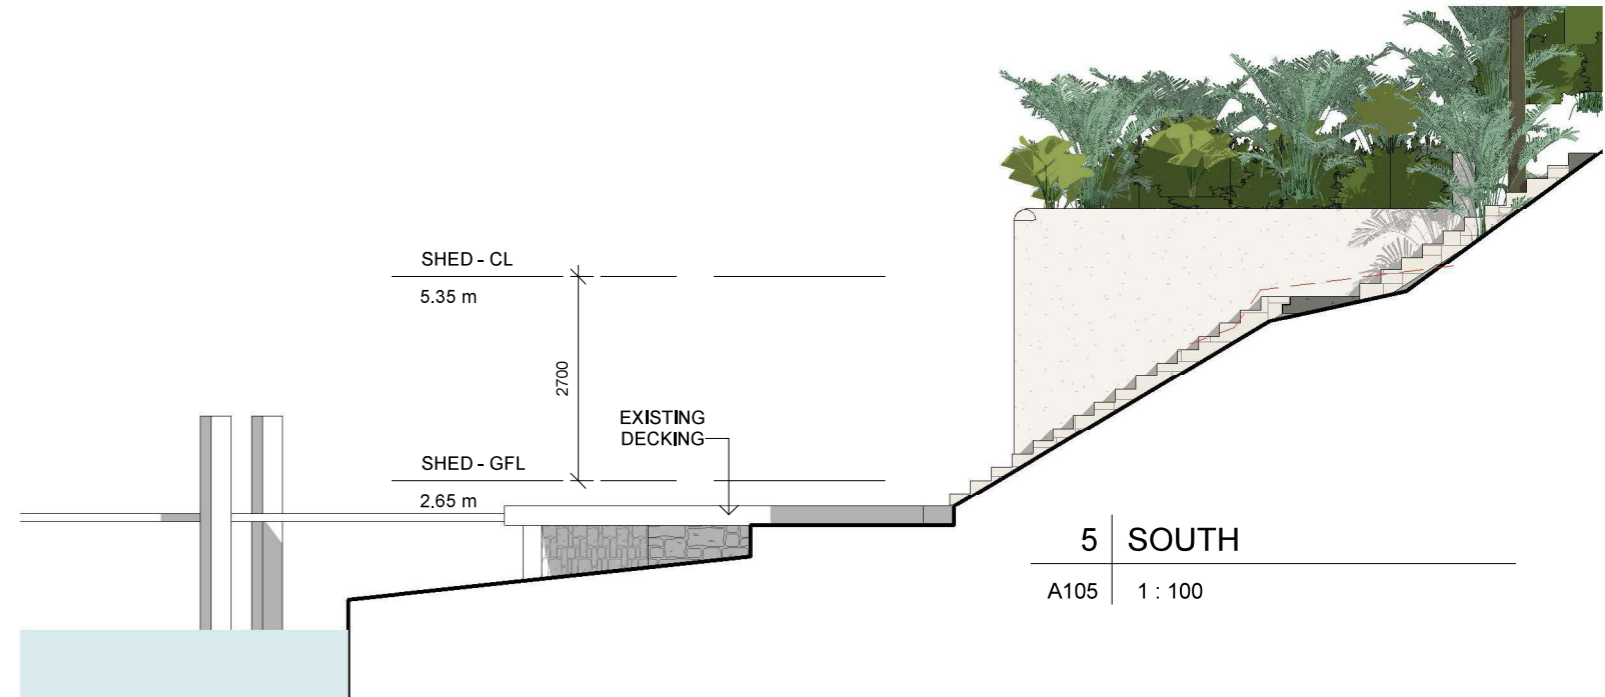 SHED - CL
5.35 m
2700
EXISTING
DECKING
SHED - GFL
2.65 m
5 SOUTH
A105 1 : 100